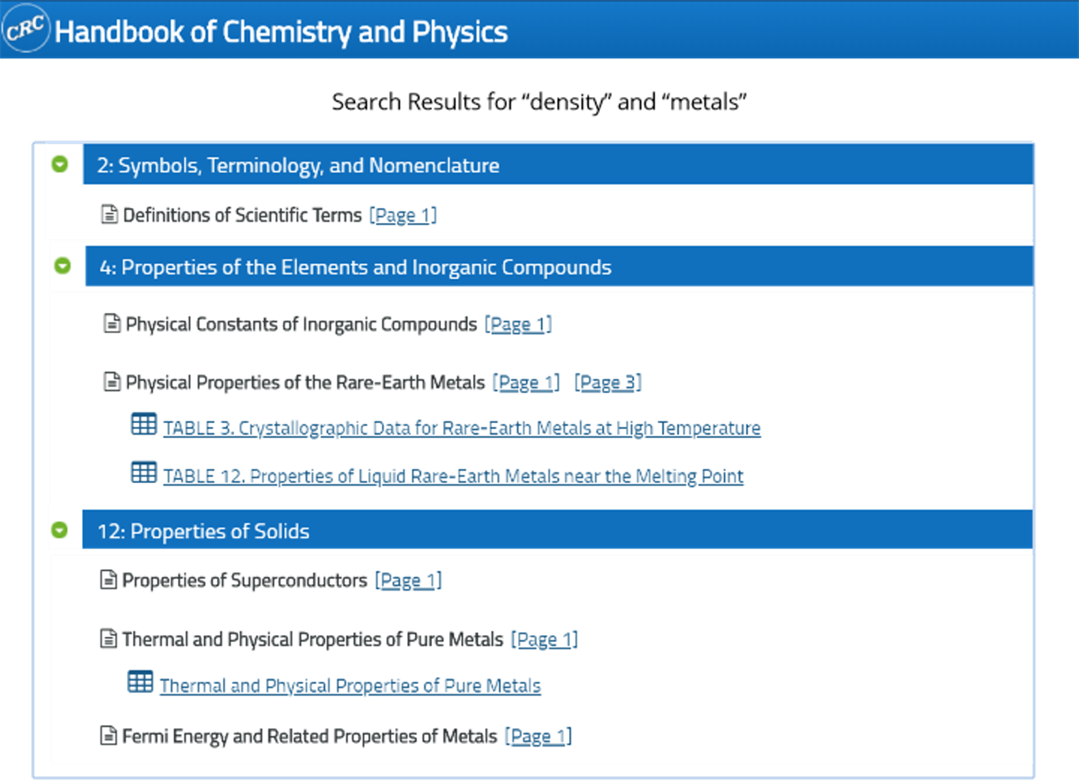 CRC Handbook of Chemistry and Physics
Search Results for “density” and “metals”
2: Symbols, Terminology, and Nomenclature
Definitions of Scientific Terms [Page 1]
4: Properties of the Elements and Inorganic Compounds
Physical Constants of Inorganic Compounds [Page 1]
Physical Properties of the Rare-Earth Metals [Page 1] [Page 3]
TABLE 3. Crystallographic Data for Rare-Earth Metals at High Temperature
TABLE 12. Properties of Liquid Rare-Earth Metals near the Melting Point
12: Properties of Solids
Properties of Superconductors [Page 1]
Thermal and Physical Properties of Pure Metals [Page 1]
Thermal and Physical Properties of Pure Metals
Fermi Energy and Related Properties of Metals [Page 1]